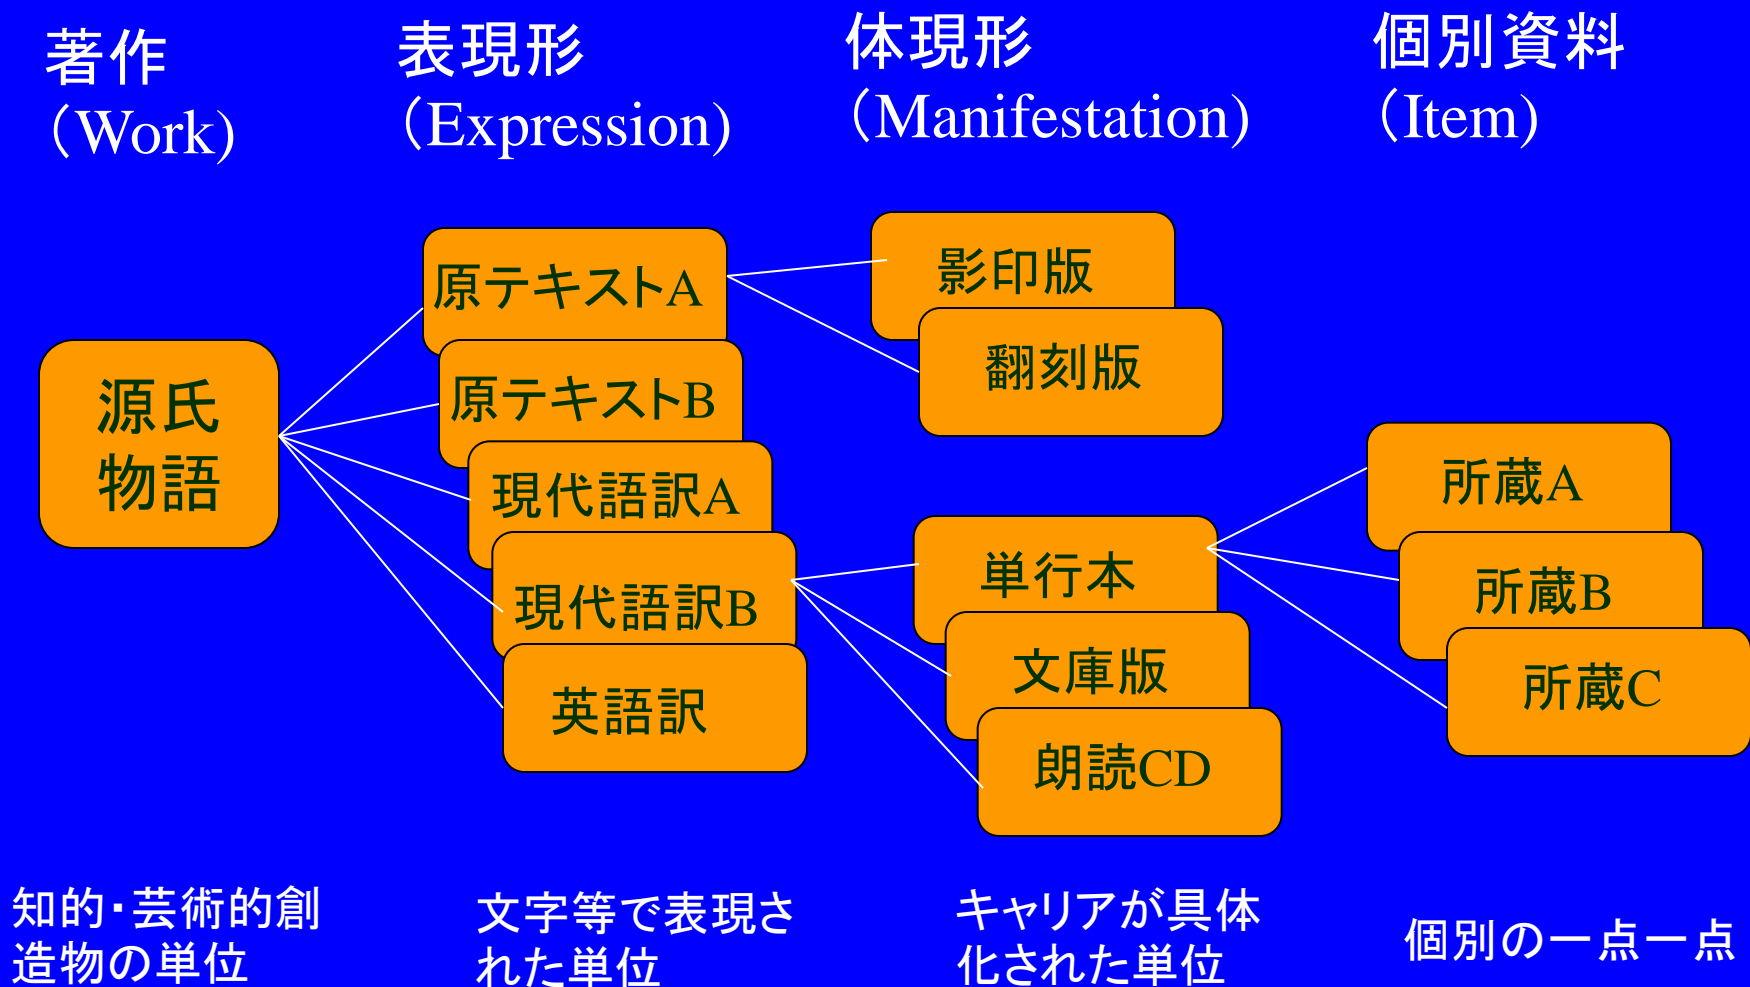 著作
（Work)
表現形
（Expression)
体現形
（Manifestation)
個別資料
（Item)
源氏
物語
原テキストA
原テキストB
現代語訳A
現代語訳B
英語訳
影印版
翻刻版
単行本
文庫版
朗読CD
所蔵A
所蔵B
所蔵C
知的・芸術的創
造物の単位
文字等で表現さ
れた単位
キャリアが具体
化された単位
個別の一点一点